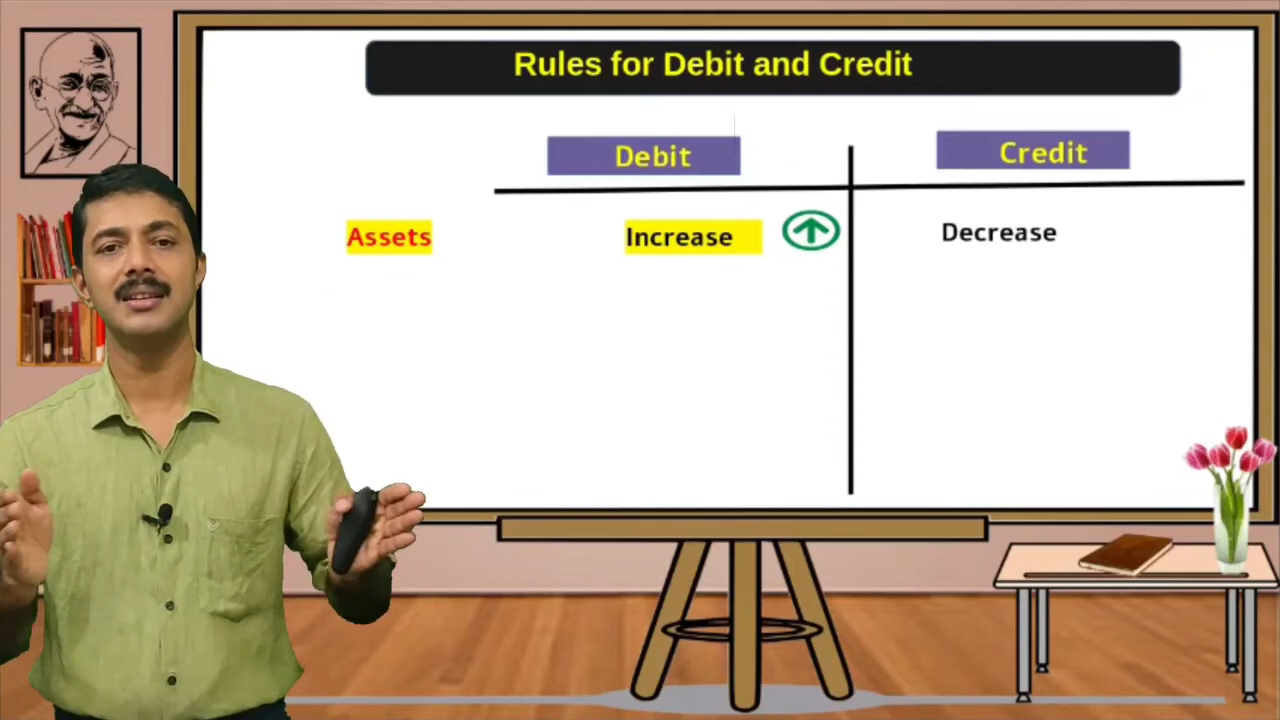 Rules for Debit and Credit
Debit
Credit
Assets
Increase
Decrease